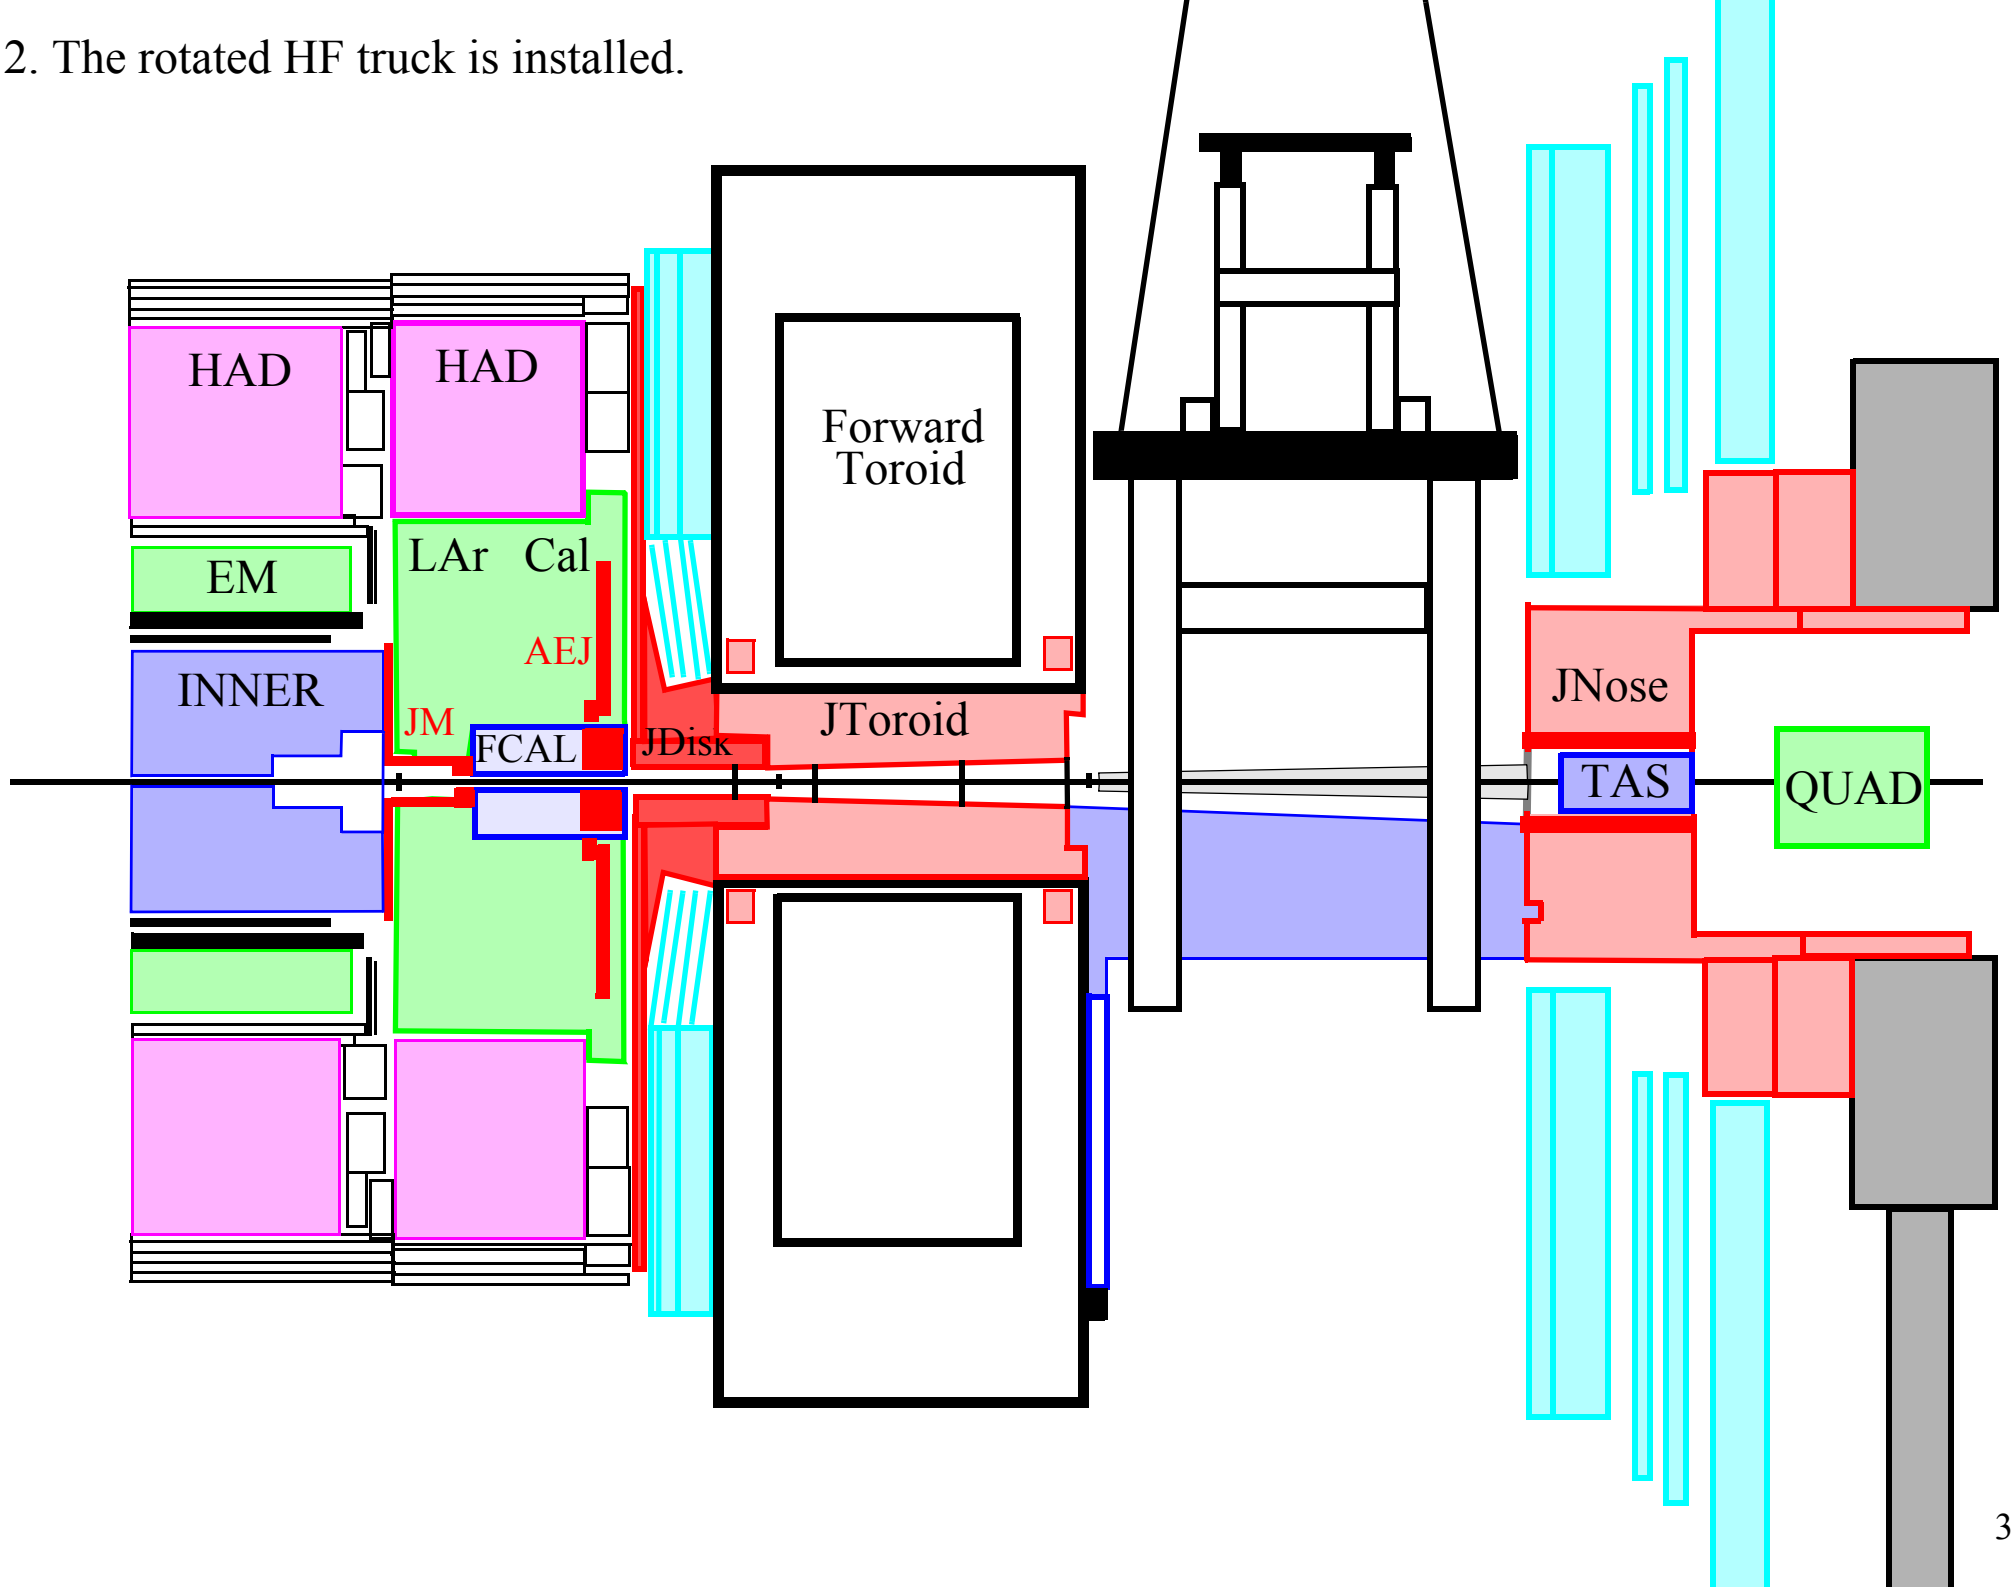 2. The rotated HF truck is installed.
HAD
HAD
Forward
Toroid
LAr Cal
EM
AEJ
INNER
JM
FCAL
JDisk
JToroid
JNose
TAS
QUAD
3